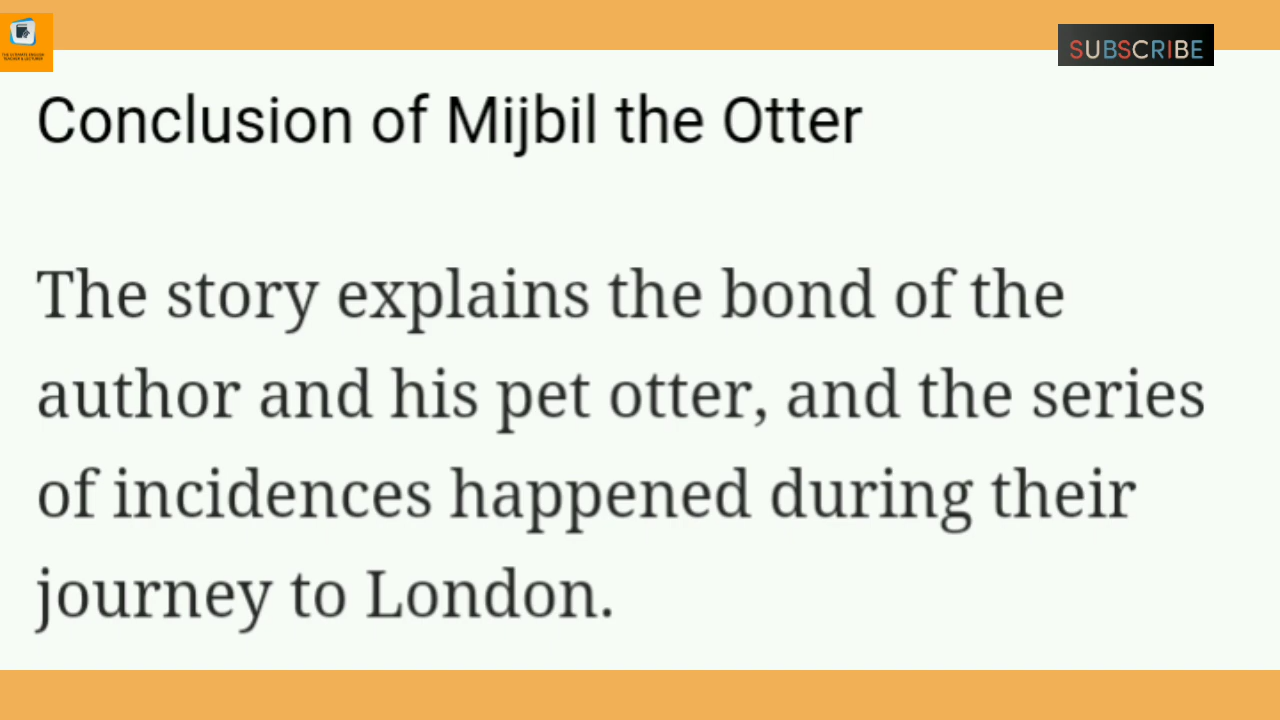 SUBSCRIBE
Conclusion of Mijbil the Otter
The story explains the bond of the
author and his pet otter, and the series
of incidences happened during their
journey to London.